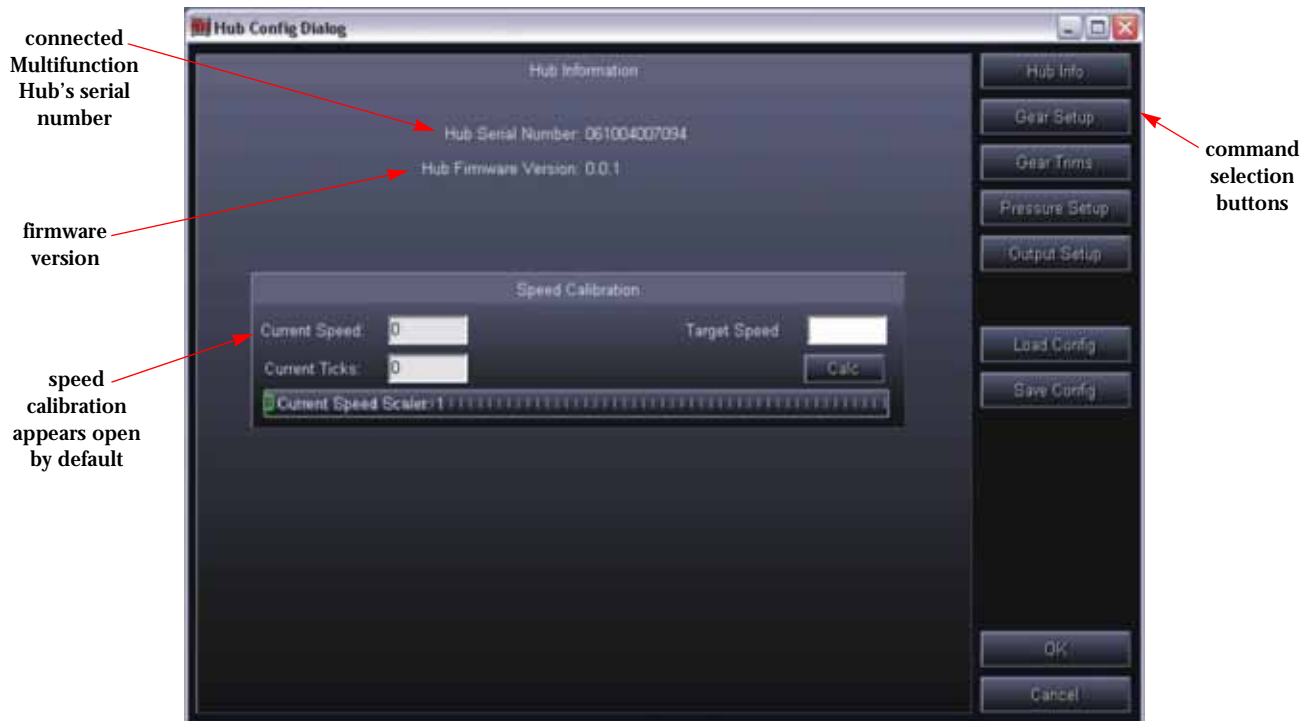 Hub Config Dialog
connected
Multifunction
Hub's serial
number
firmware
version
speed
calibration
appears open
by default
Hub Information
Hub Serial Number: 061004007094
Hub Firmware Version: 0.0.1
Speed Calibration
Current Speed: 0
Target Speed
Current Ticks: 0
Calc
Current Speed Scaler: 1
Hub Info
Gear Setup
Gear Trims
Pressure Setup
Output Setup
Load Config
Save Config
OK
Cancel
command
selection
buttons